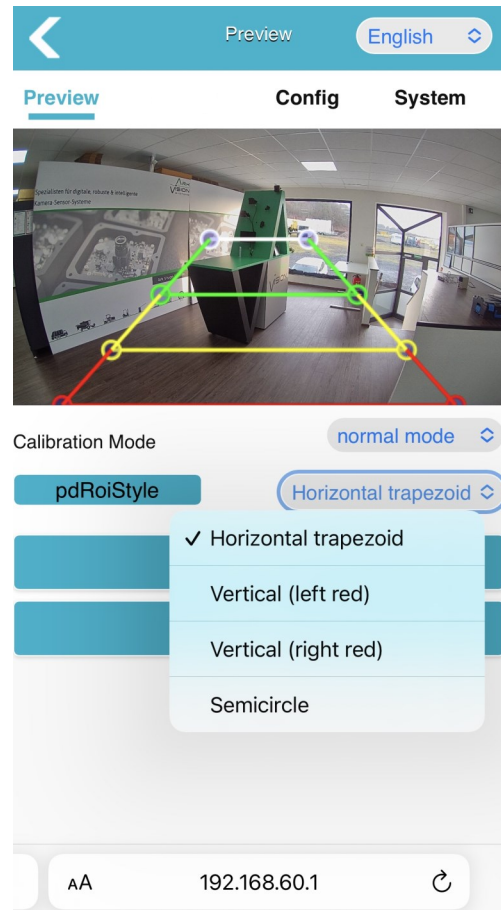 Preview
English
Preview
Config
System
Spezialisten für digitale, robuste & intelligente
Kamera Sensor-Systeme
VISION
Calibration Mode
normal mode
pdRoiStyle
Horizontal trapezoid
✓ Horizontal trapezoid
Vertical (left red)
Vertical (right red)
Semicircle
AA
192.168.60.1